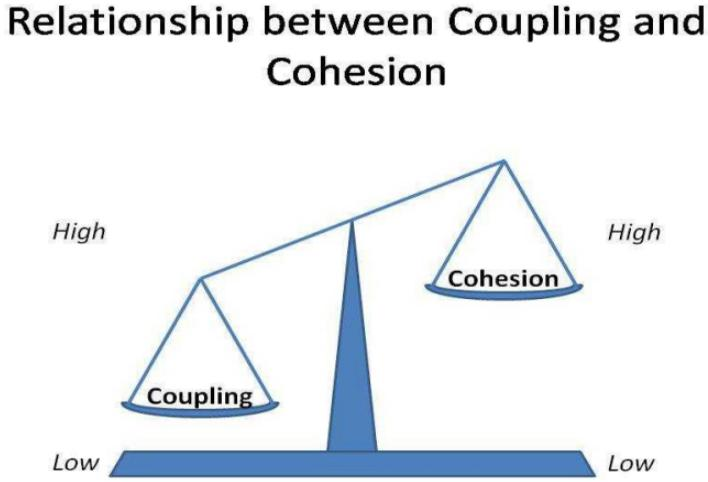 Relationship between Coupling and
Cohesion
High
High
Cohesion
Coupling
Low
Low